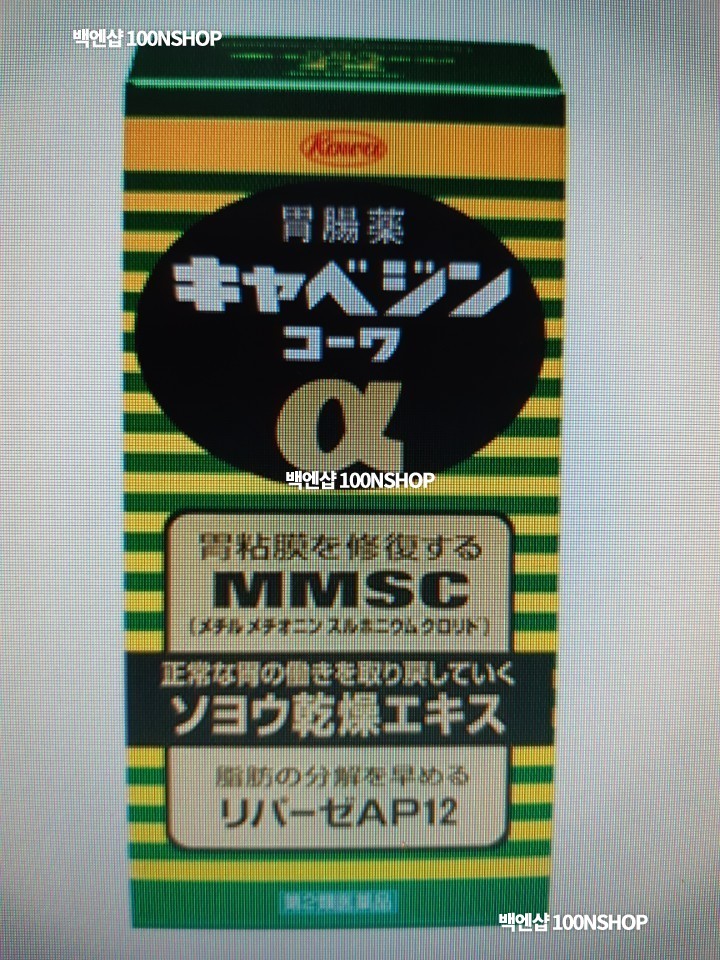 백엔샵 100NSHOP
Kowa
胃腸薬
キャベジン
コーワ
α
백엔샵 100NSHOP
胃粘膜を修復する
MMSC
(メチルメチオニンスルホニウムクロリド)
正常な胃の働きを取り戻していく
ソヨウ乾燥エキス
脂肪の分解を早める
リパーゼAP12
第2類医薬品
백엔샵 100NSHOP